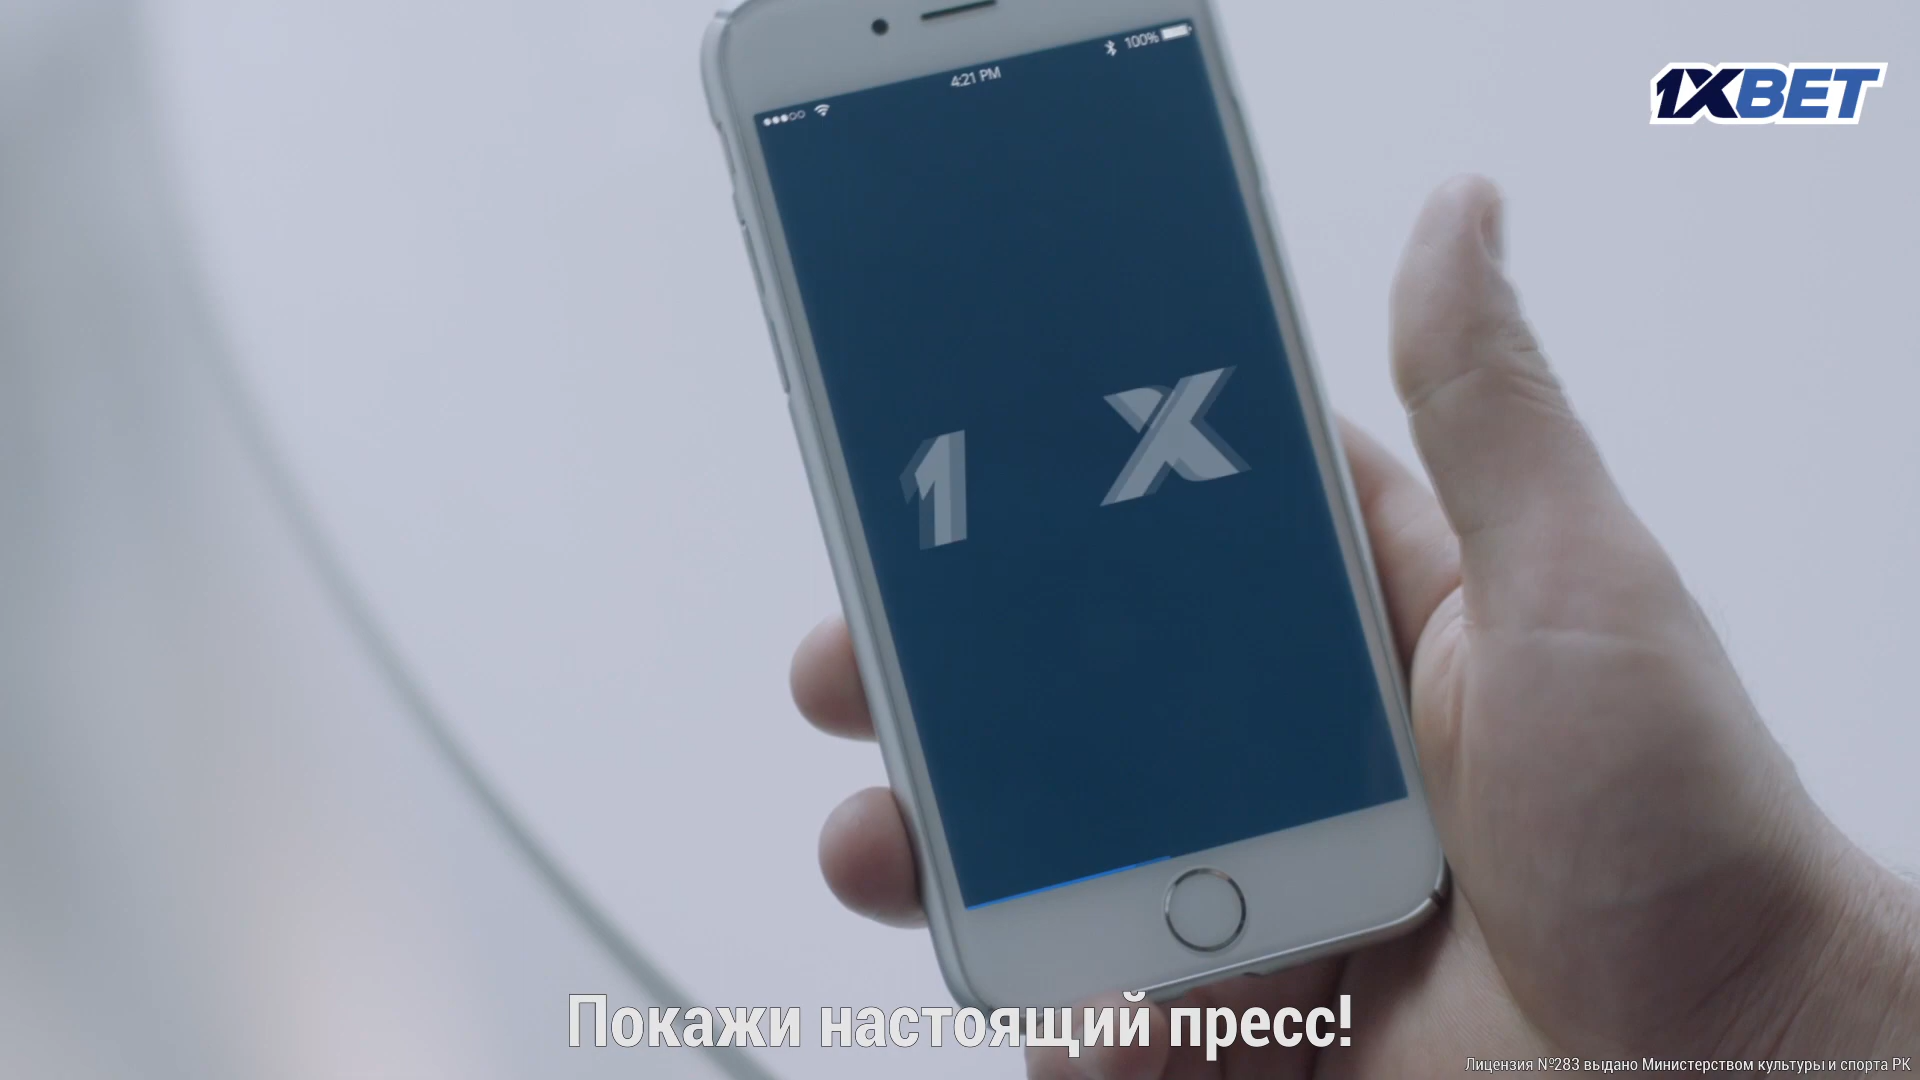 100%
4:21 PM
1XBET
1X
Покажи настоящий пресс!
Лицензия №283 выдано Министерством культуры и спорта РК